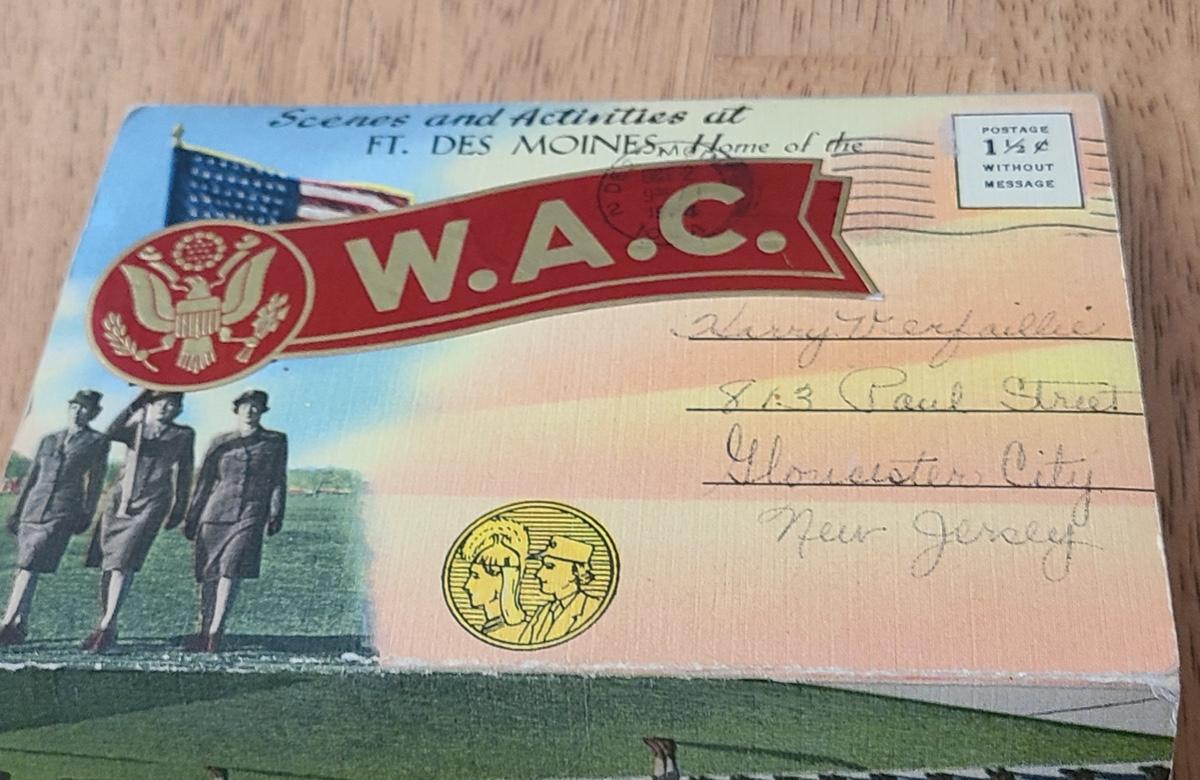 Scenes and Activities at
FT. DES MOINES, Home of the
W.A.C.
POSTAGE
1½ ¢
WITHOUT
MESSAGE
Harry Verfaillie
813 Paul Street
Gloucester City
New Jersey